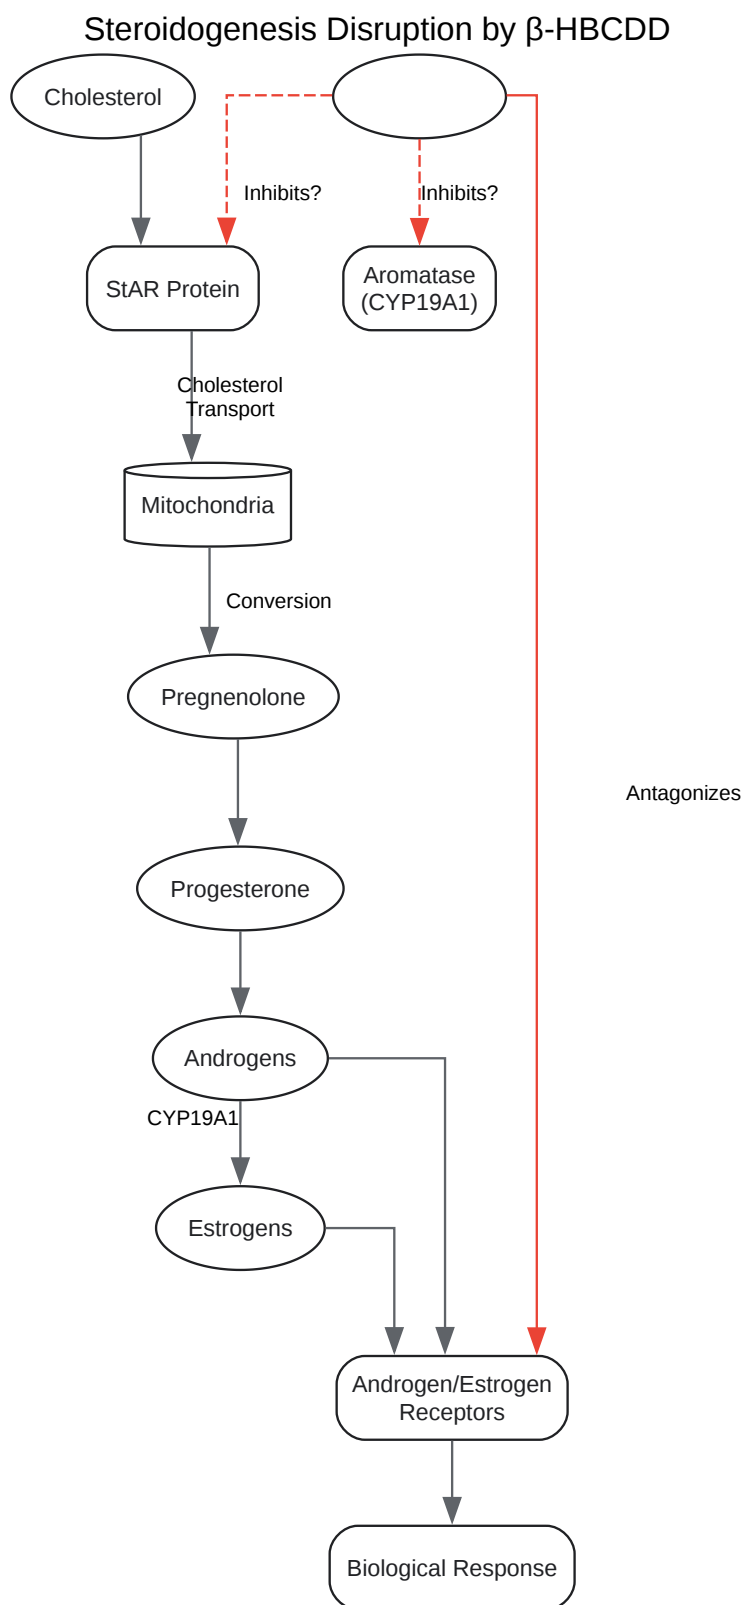 Steroidogenesis Disruption by β-HBCDD
Cholesterol
Inhibits?
Inhibits?
StAR Protein
Aromatase
(CYP19A1)
Cholesterol
Transport
Mitochondria
Conversion
Pregnenolone
Antagonizes
Progesterone
Androgens
CYP19A1
Estrogens
Androgen/Estrogen
Receptors
Biological Response